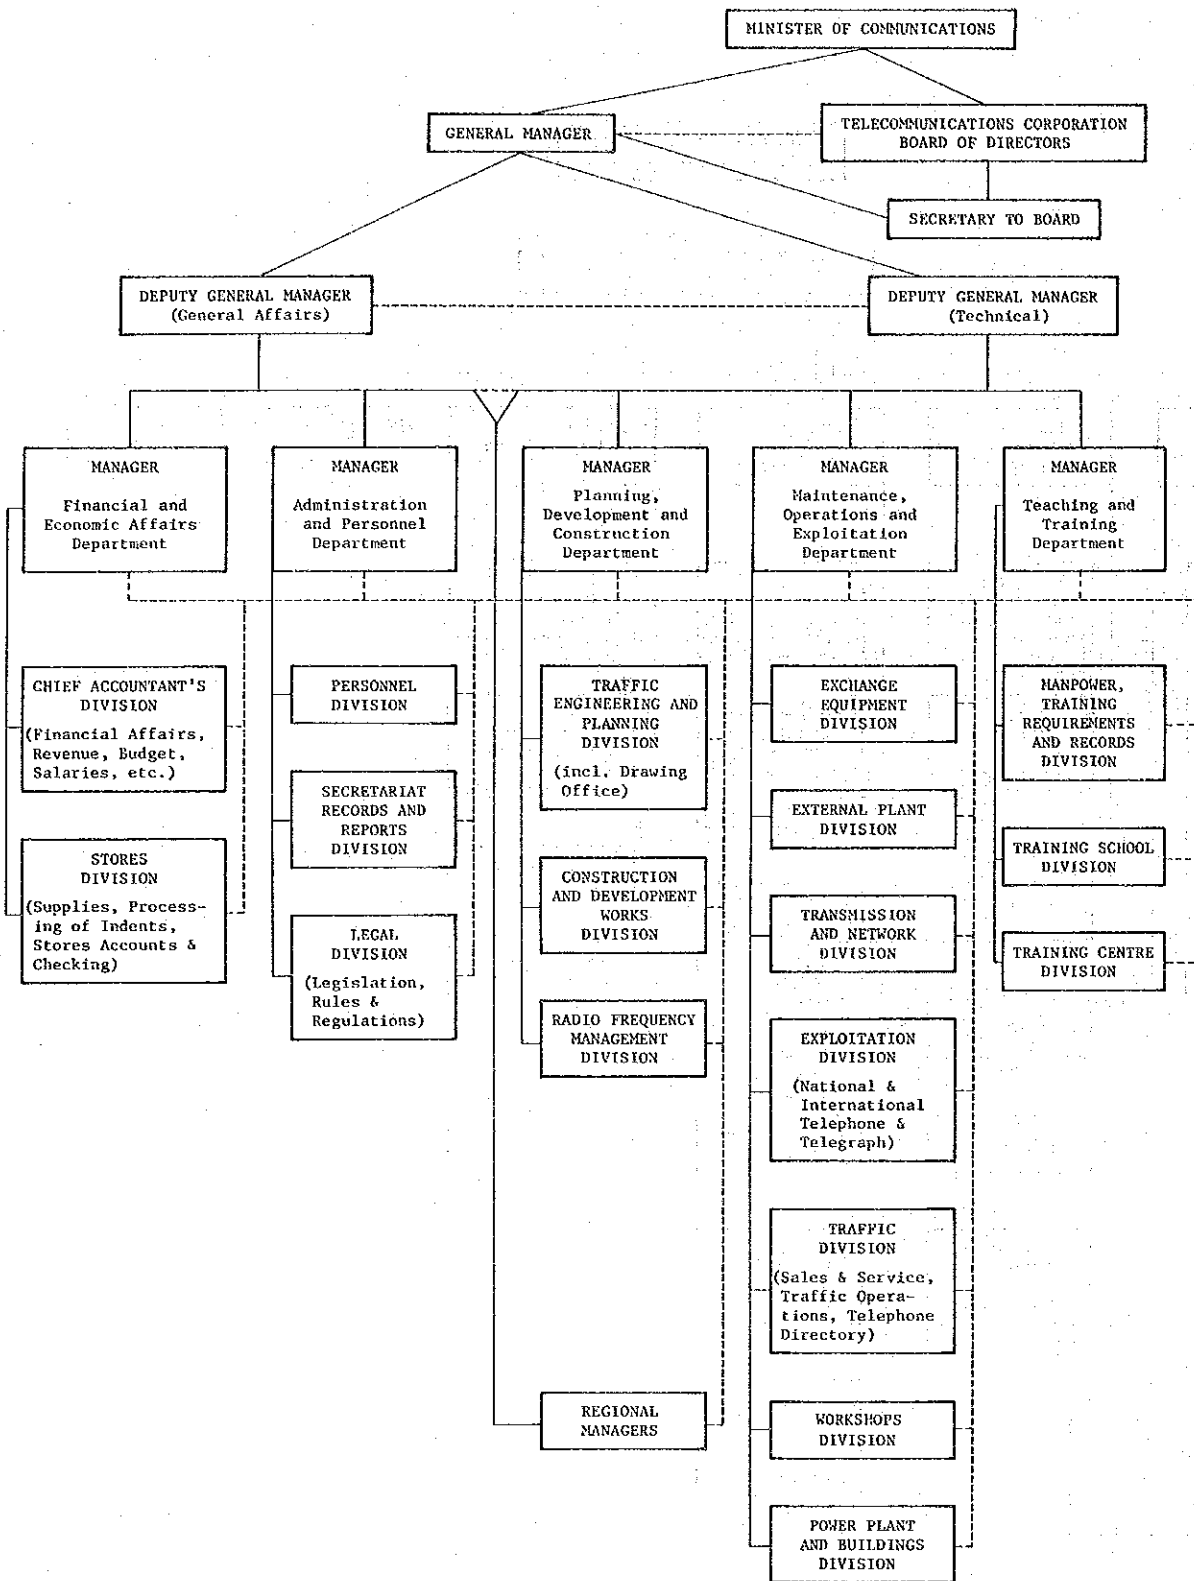 MINISTER OF COMMUNICATIONS
GENERAL MANAGER
TELECOMMUNICATIONS CORPORATION
BOARD OF DIRECTORS
SECRETARY TO BOARD
DEPUTY GENERAL MANAGER
(General Affairs)
DEPUTY GENERAL MANAGER
(Technical)
MANAGER
Financial and
Economic Affairs
Department
MANAGER
Administration
and Personnel
Department
MANAGER
Planning,
Development and
Construction
Department
MANAGER
Maintenance,
Operations and
Exploitation
Department
MANAGER
Teaching and
Training
Department
CHIEF ACCOUNTANT'S
DIVISION
(Financial Affairs,
Revenue, Budget,
Salaries, etc.)
STORES
DIVISION
(Supplies, Process-
ing of Indents,
Stores Accounts &
Checking)
PERSONNEL
DIVISION
SECRETARIAT
RECORDS AND
REPORTS
DIVISION
LEGAL
DIVISION
(Legislation,
Rules &
Regulations)
TRAFFIC
ENGINEERING AND
PLANNING
DIVISION
(incl. Drawing
Office)
CONSTRUCTION
AND DEVELOPMENT
WORKS
DIVISION
RADIO FREQUENCY
MANAGEMENT
DIVISION
REGIONAL
MANAGERS
EXCHANGE
EQUIPMENT
DIVISION
EXTERNAL PLANT
DIVISION
TRANSMISSION
AND NETWORK
DIVISION
EXPLOITATION
DIVISION
(National &
International
Telephone &
Telegraph)
TRAFFIC
DIVISION
(Sales & Service,
Traffic Opera-
tions, Telephone
Directory)
WORKSHOPS
DIVISION
POWER PLANT
AND BUILDINGS
DIVISION
MANPOWER,
TRAINING
REQUIREMENTS
AND RECORDS
DIVISION
TRAINING SCHOOL
DIVISION
TRAINING CENTRE
DIVISION